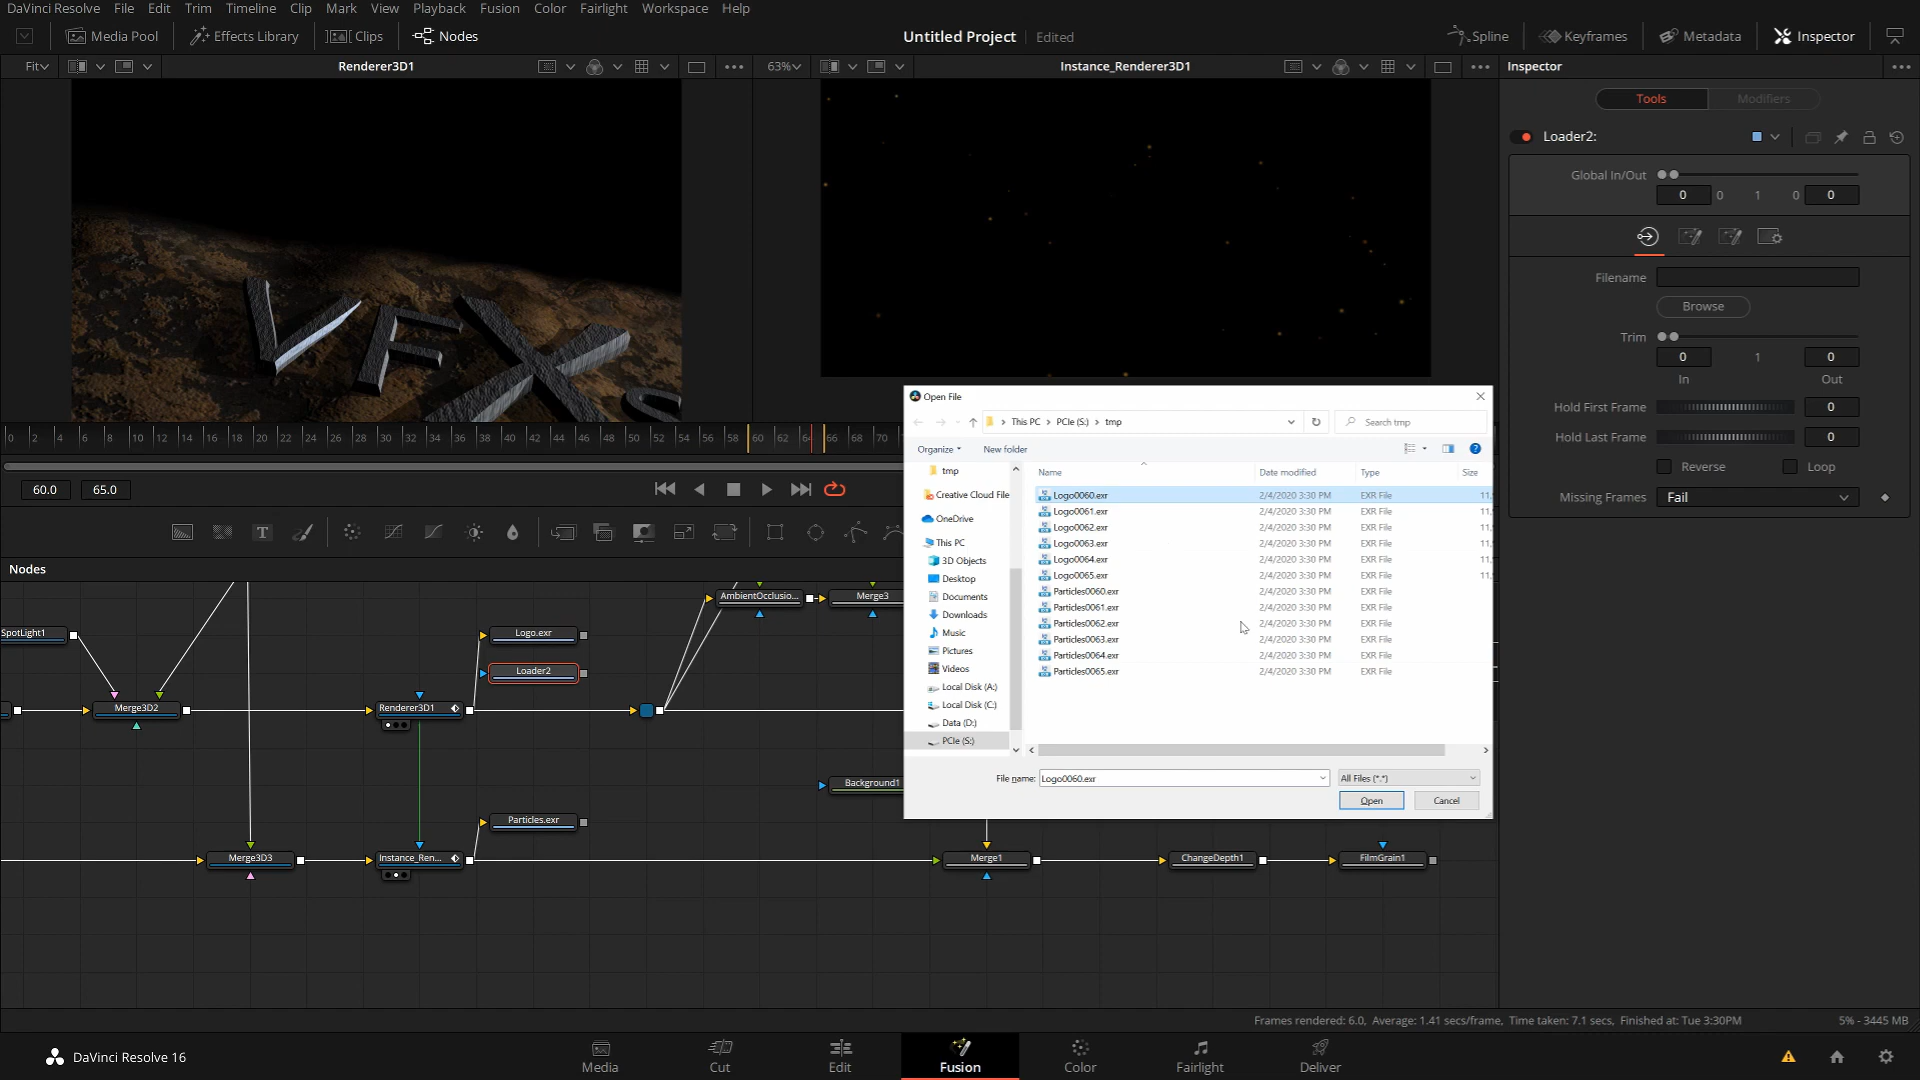 DaVinci Resolve File Edit Trim Timeline Clip Mark View Playback Fusion Color Fairlight Workspace Help
Media Pool Effects Library Clips Nodes Untitled Project Edited Spline Keyframes Metadata Inspector
Fit Renderer3D1 63% Instance_Renderer3D1 Inspector
Tools Modifiers
Loader2:
Global In/Out
0 0 1 0 0
Filename
Browse
Trim
0 1 0
In Out
Hold First Frame 0
Hold Last Frame 0
Reverse Loop
Missing Frames Fail
VFX
0 2 4 6 8 10 12 14 16 18 20 22 24 26 28 30 32 34 36 38 40 42 44 46 48 50 52 54 56 58 60 62 64 66 68 70
60.0 65.0
T
Open File
This PC PCIe (S:) tmp Search tmp
Organize New folder
Name Date modified Type Size
tmp
Creative Cloud File
OneDrive
This PC
3D Objects
Desktop
Documents
Downloads
Music
Pictures
Videos
Local Disk (A:)
Local Disk (C:)
Data (D:)
PCIe (S:)
Logo0060.exr 2/4/2020 3:30 PM EXR File 11,
Logo0061.exr 2/4/2020 3:30 PM EXR File 11,
Logo0062.exr 2/4/2020 3:30 PM EXR File 11,
Logo0063.exr 2/4/2020 3:30 PM EXR File 11,
Logo0064.exr 2/4/2020 3:30 PM EXR File 11,
Logo0065.exr 2/4/2020 3:30 PM EXR File 11,
Particles0060.exr 2/4/2020 3:30 PM EXR File
Particles0061.exr 2/4/2020 3:30 PM EXR File
Particles0062.exr 2/4/2020 3:30 PM EXR File
Particles0063.exr 2/4/2020 3:30 PM EXR File
Particles0064.exr 2/4/2020 3:30 PM EXR File
Particles0065.exr 2/4/2020 3:30 PM EXR File
File name: Logo0060.exr All Files (*.*)
Open Cancel
Nodes
AmbientOcclusio... Merge3
SpotLight1 Logo.exr
Loader2
Merge3D2 Renderer3D1
Background1
Particles.exr
Merge3D3 Instance_Ren... Merge1 ChangeDepth1 FilmGrain1
Frames rendered: 6.0, Average: 1.41 secs/frame, Time taken: 7.1 secs, Finished at: Tue 3:30PM 5% - 3445 MB
DaVinci Resolve 16 Media Cut Edit Fusion Color Fairlight Deliver